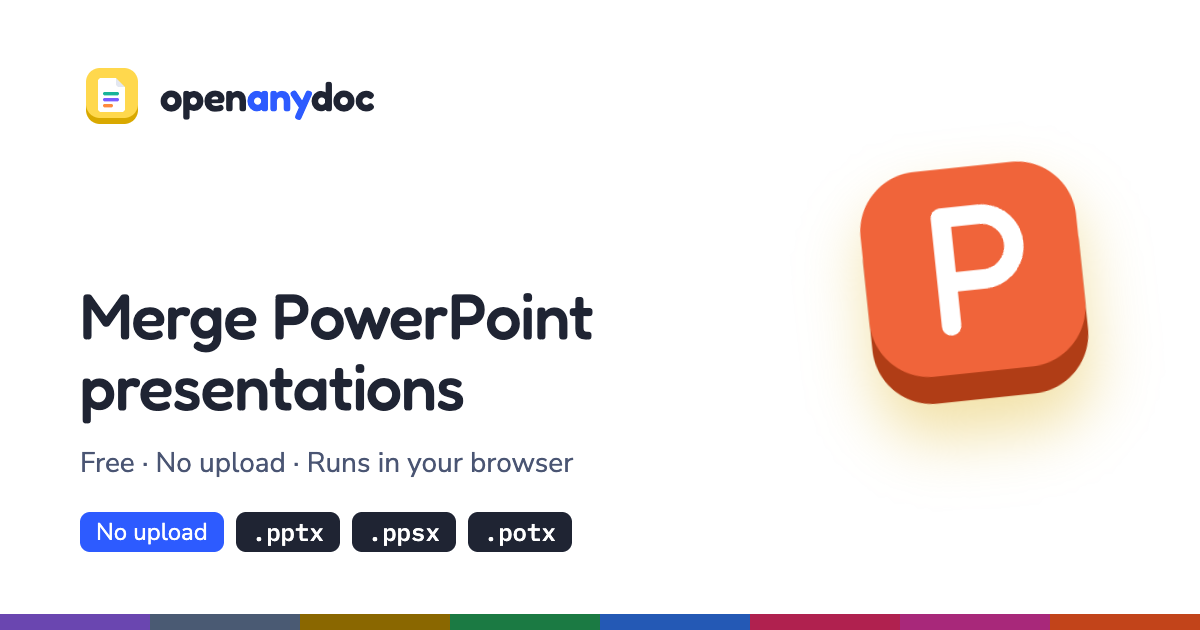 openanydoc
P
Merge PowerPoint
presentations
Free · No upload · Runs in your browser
No upload .pptx .ppsx .potx